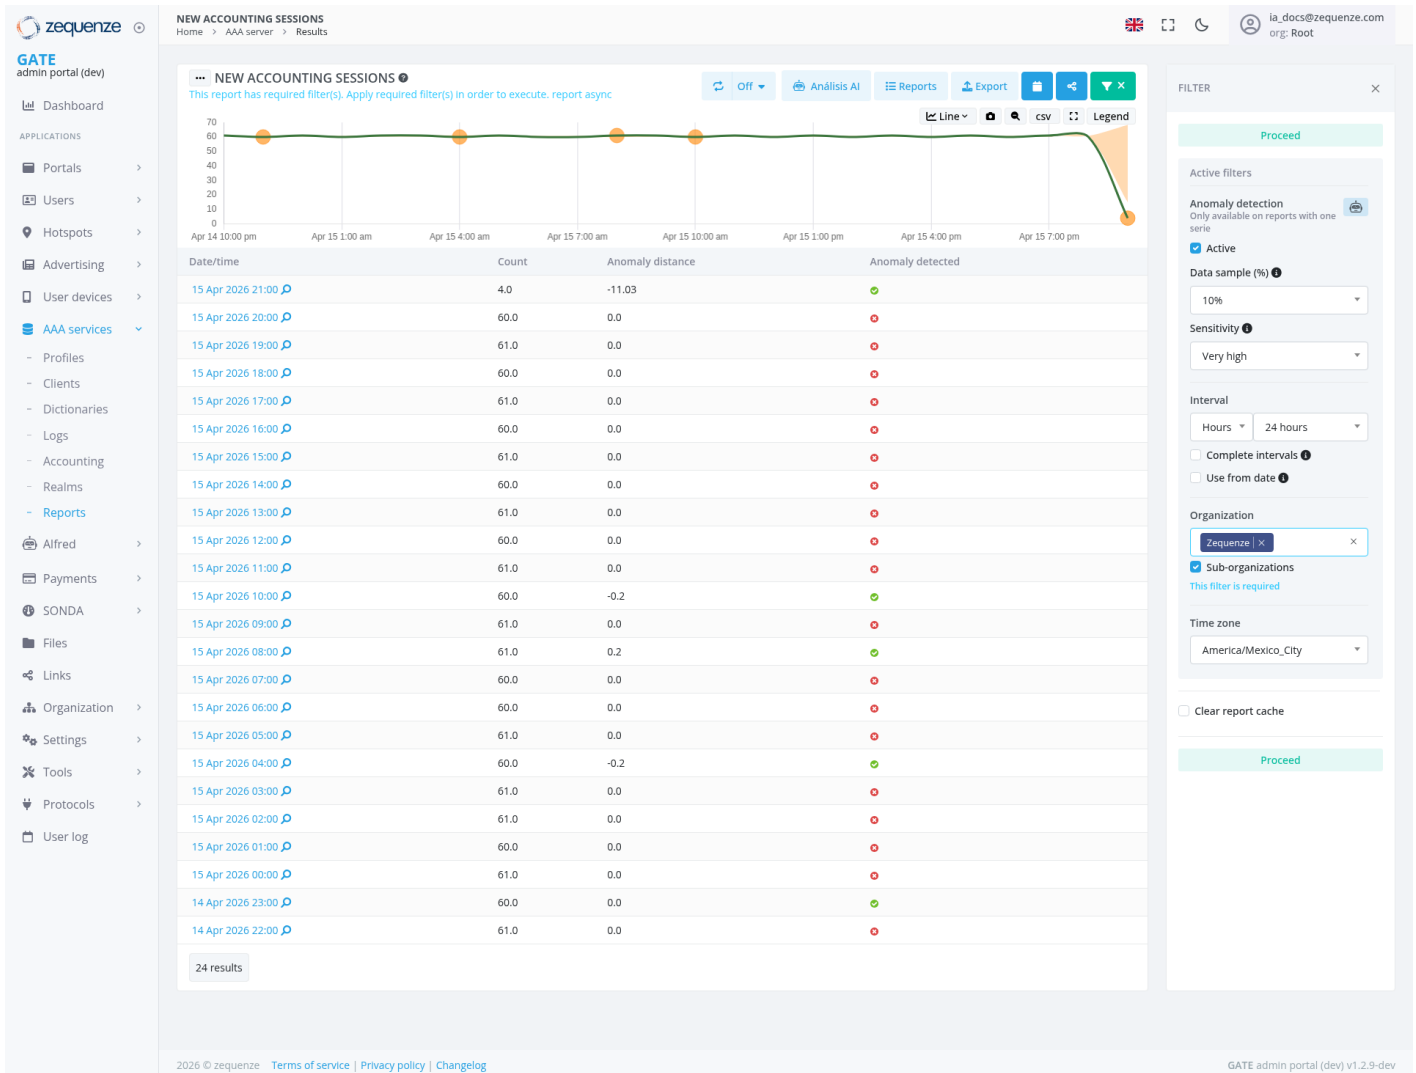 zequenze
GATE
admin portal (dev)
Dashboard
APPLICATIONS
Portals
Users
Hotspots
Advertising
User devices
AAA services
Profiles
Clients
Dictionaries
Logs
Accounting
Realms
Reports
Alfred
Payments
SONDA
Files
Links
Organization
Settings
Tools
Protocols
User log
NEW ACCOUNTING SESSIONS
Home > AAA server > Results
ia_docs@zequenze.com
org: Root
NEW ACCOUNTING SESSIONS
This report has required filter(s). Apply required filter(s) in order to execute. report async
Off
Análisis AI
Reports
Export
Line
csv
Legend
70
60
50
40
30
20
10
0
Apr 14 10:00 pm Apr 15 1:00 am Apr 15 4:00 am Apr 15 7:00 am Apr 15 10:00 am Apr 15 1:00 pm Apr 15 4:00 pm Apr 15 7:00 pm
Date/time Count Anomaly distance Anomaly detected
15 Apr 2026 21:00 4.0 -11.03
15 Apr 2026 20:00 60.0 0.0
15 Apr 2026 19:00 61.0 0.0
15 Apr 2026 18:00 60.0 0.0
15 Apr 2026 17:00 61.0 0.0
15 Apr 2026 16:00 60.0 0.0
15 Apr 2026 15:00 61.0 0.0
15 Apr 2026 14:00 60.0 0.0
15 Apr 2026 13:00 61.0 0.0
15 Apr 2026 12:00 60.0 0.0
15 Apr 2026 11:00 61.0 0.0
15 Apr 2026 10:00 60.0 -0.2
15 Apr 2026 09:00 61.0 0.0
15 Apr 2026 08:00 61.0 0.2
15 Apr 2026 07:00 60.0 0.0
15 Apr 2026 06:00 60.0 0.0
15 Apr 2026 05:00 61.0 0.0
15 Apr 2026 04:00 60.0 -0.2
15 Apr 2026 03:00 61.0 0.0
15 Apr 2026 02:00 61.0 0.0
15 Apr 2026 01:00 60.0 0.0
15 Apr 2026 00:00 61.0 0.0
14 Apr 2026 23:00 60.0 0.0
14 Apr 2026 22:00 61.0 0.0
24 results
FILTER
Proceed
Active filters
Anomaly detection
Only available on reports with one
serie
Active
Data sample (%)
10%
Sensitivity
Very high
Interval
Hours 24 hours
Complete intervals
Use from date
Organization
Zequenze
Sub-organizations
This filter is required
Time zone
America/Mexico_City
Clear report cache
Proceed
2026 © zequenze Terms of service | Privacy policy | Changelog
GATE admin portal (dev) v1.2.9-dev